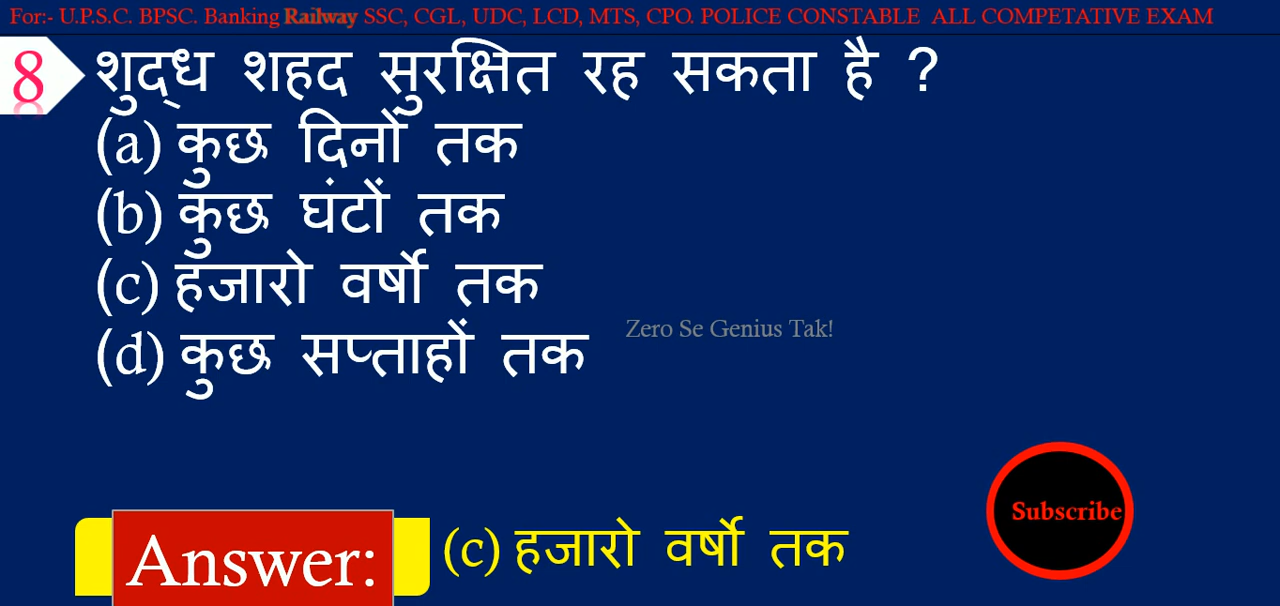 For:- U.P.S.C. BPSC. Banking Railway SSC, CGL, UDC, LCD, MTS, CPO. POLICE CONSTABLE ALL COMPETATIVE EXAM
8 शुद्ध शहद सुरक्षित रह सकता है ?
(a) कुछ दिनों तक
(b) कुछ घंटों तक
(c) हजारो वर्षो तक
(d) कुछ सप्ताहों तक
Zero Se Genius Tak!
Subscribe
Answer: (c) हजारो वर्षो तक